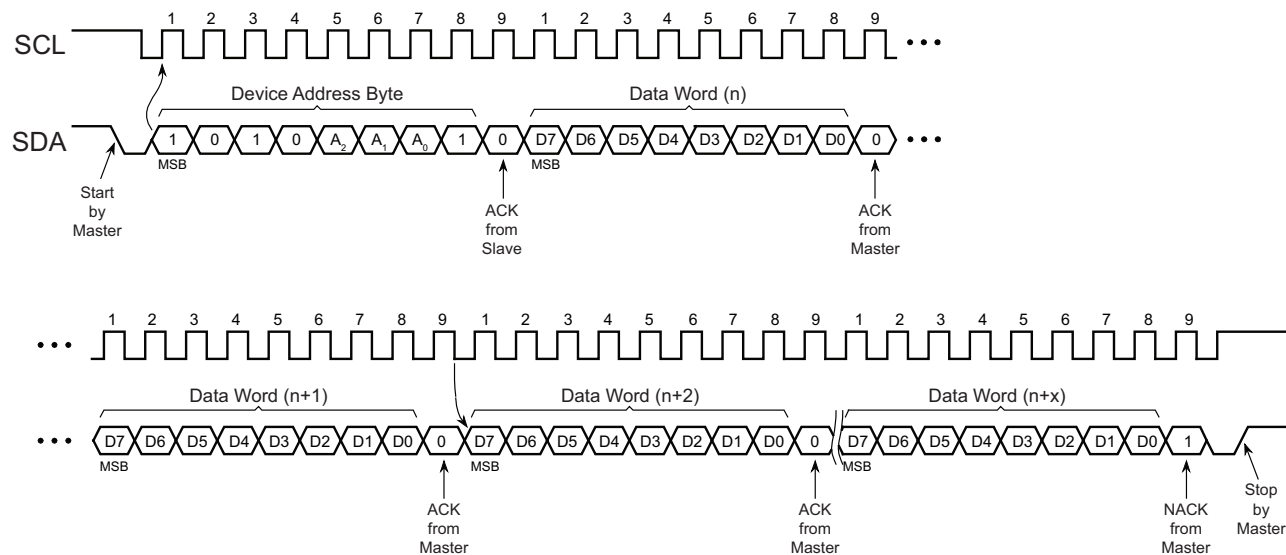 1 2 3 4 5 6 7 8 9 1 2 3 4 5 6 7 8 9
SCL
Device Address Byte Data Word (n)
SDA 1 0 1 0 A2 A1 A0 1 0 D7 D6 D5 D4 D3 D2 D1 D0 0
MSB MSB
Start
by
Master
ACK
from
Slave
ACK
from
Master
1 2 3 4 5 6 7 8 9 1 2 3 4 5 6 7 8 9 1 2 3 4 5 6 7 8 9
Data Word (n+1) Data Word (n+2) Data Word (n+x)
D7 D6 D5 D4 D3 D2 D1 D0 0 D7 D6 D5 D4 D3 D2 D1 D0 0 D7 D6 D5 D4 D3 D2 D1 D0 1
MSB MSB MSB
ACK
from
Master
ACK
from
Master
NACK
from
Master
Stop
by
Master